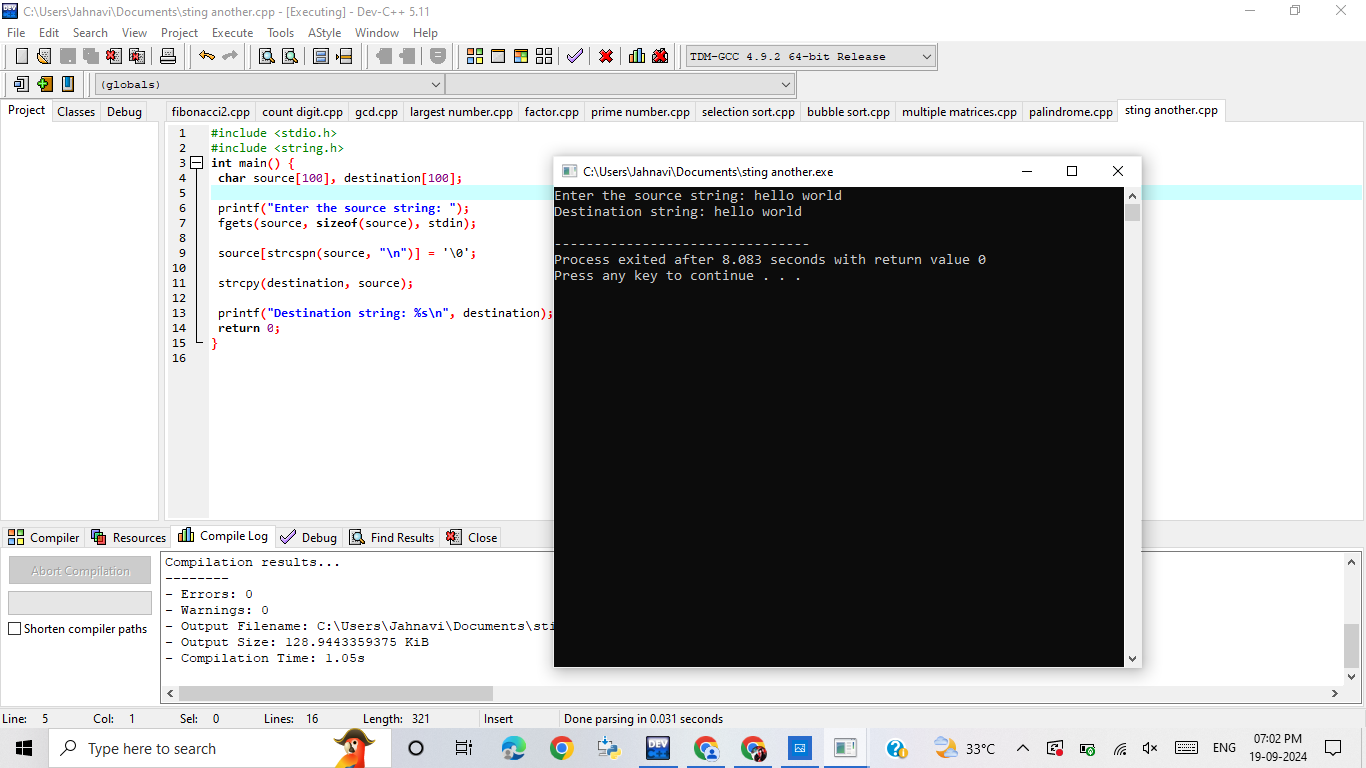 C:\Users\Jahnavi\Documents\sting another.cpp - [Executing] - Dev-C++ 5.11
File Edit Search View Project Execute Tools AStyle Window Help
TDM-GCC 4.9.2 64-bit Release
(globals)
Project Classes Debug
fibonacci2.cpp count digit.cpp gcd.cpp largest number.cpp factor.cpp prime number.cpp selection sort.cpp bubble sort.cpp multiple matrices.cpp palindrome.cpp sting another.cpp
1 #include <stdio.h>
2 #include <string.h>
3 int main() {
4 char source[100], destination[100];
5
6 printf("Enter the source string: ");
7 fgets(source, sizeof(source), stdin);
8
9 source[strcspn(source, "\n")] = '\0';
10
11 strcpy(destination, source);
12
13 printf("Destination string: %s\n", destination);
14 return 0;
15 }
16
C:\Users\Jahnavi\Documents\sting another.exe
Enter the source string: hello world
Destination string: hello world
--------------------------------
Process exited after 8.083 seconds with return value 0
Press any key to continue . . .
Compiler Resources Compile Log Debug Find Results Close
Abort Compilation
Shorten compiler paths
Compilation results...
--------
- Errors: 0
- Warnings: 0
- Output Filename: C:\Users\Jahnavi\Documents\sti
- Output Size: 128.9443359375 KiB
- Compilation Time: 1.05s
Line: 5 Col: 1 Sel: 0 Lines: 16 Length: 321 Insert Done parsing in 0.031 seconds
Type here to search
DEV
33°C
ENG
07:02 PM
19-09-2024